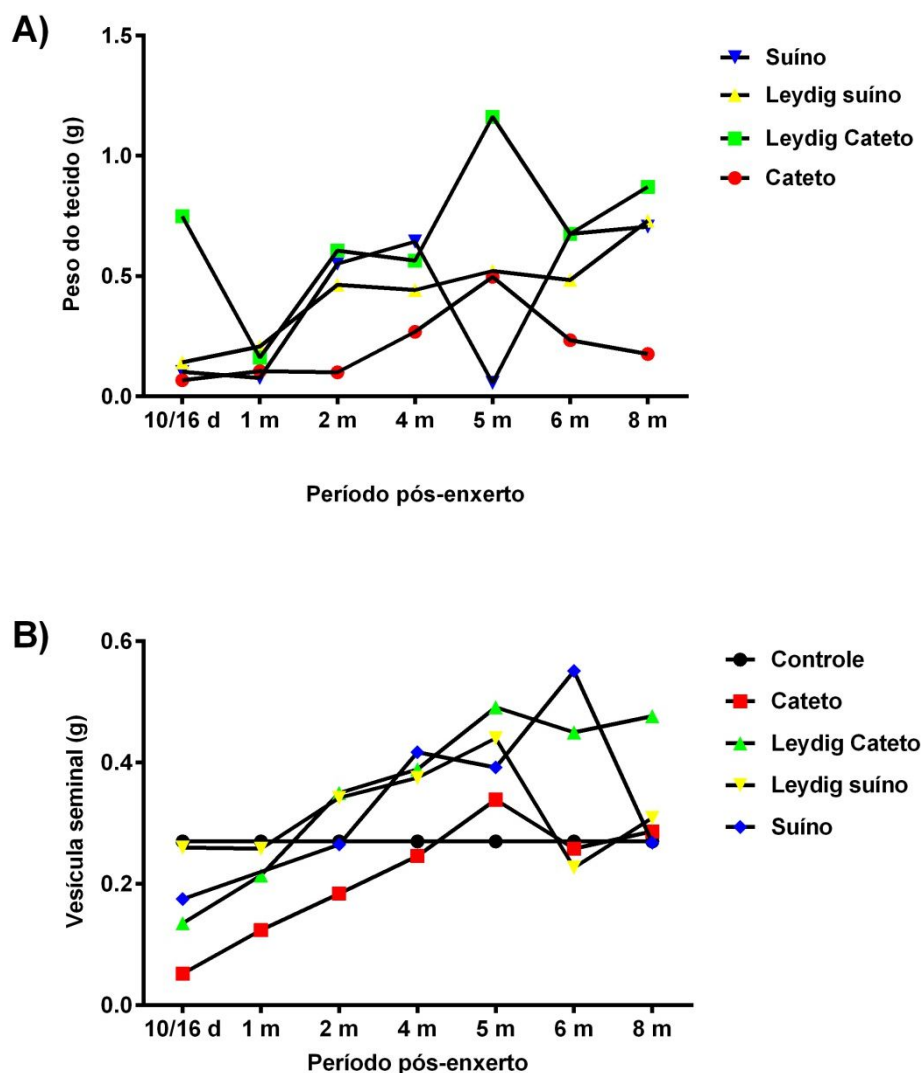 A)
1.5
1.0
0.5
0.0
Peso do tecido (g)
10/16 d 1 m 2 m 4 m 5 m 6 m 8 m
Período pós-enxerto
Suíno
Leydig suíno
Leydig Cateto
Cateto
B)
0.6
0.4
0.2
0.0
Vesícula seminal (g)
10/16 d 1 m 2 m 4 m 5 m 6 m 8 m
Período pós-enxerto
Controle
Cateto
Leydig Cateto
Leydig suíno
Suíno